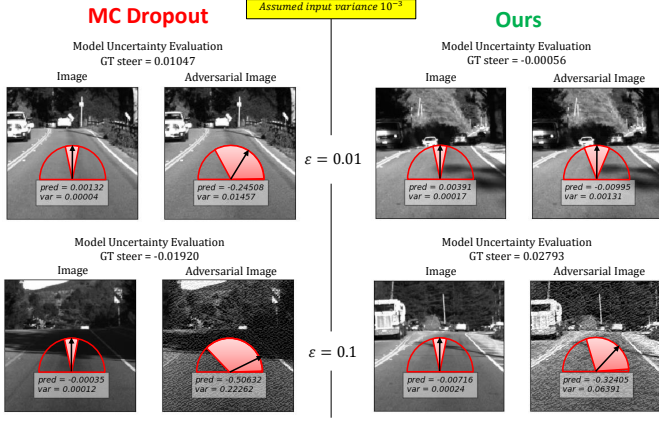 Assumed input variance 10⁻³
MC Dropout
Ours
Model Uncertainty Evaluation
GT steer = 0.01047
Image
Adversarial Image
pred = 0.00132
var = 0.00004
pred = -0.24508
var = 0.01457
ε = 0.01
Model Uncertainty Evaluation
GT steer = -0.00056
Image
Adversarial Image
pred = 0.00391
var = 0.00017
pred = -0.00995
var = 0.00131
Model Uncertainty Evaluation
GT steer = -0.01920
Image
Adversarial Image
pred = -0.00035
var = 0.00012
pred = -0.50632
var = 0.22262
ε = 0.1
Model Uncertainty Evaluation
GT steer = 0.02793
Image
Adversarial Image
pred = -0.00716
var = 0.00024
pred = -0.32405
var = 0.06391